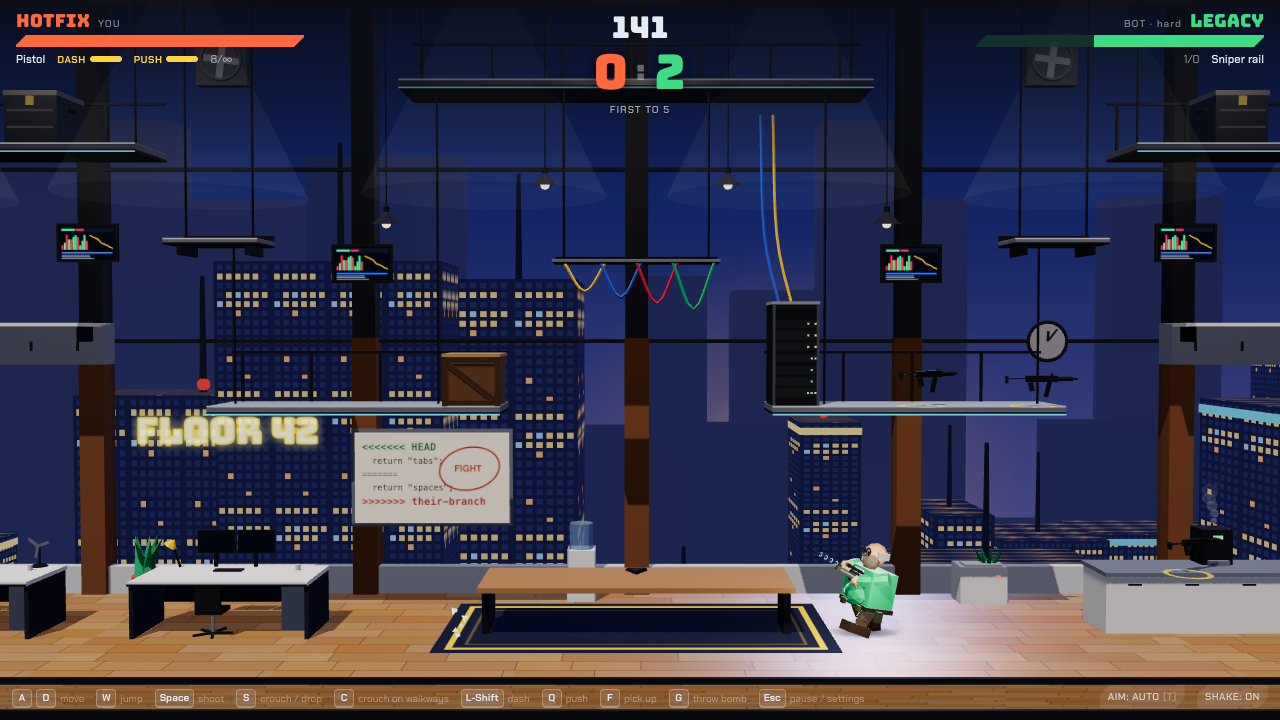 HOTFIX YOU
141
BOT · hard LEGACY
Pistol DASH PUSH 8/∞
0 : 2
1/0 Sniper rail
FIRST TO 5
FLOOR 42
<<<<<<< HEAD
return "tabs";
=======
return "spaces";
>>>>>>> their-branch
FIGHT
A D move W jump Space shoot S crouch / drop C crouch on walkways L-Shift dash Q push F pick up G throw bomb Esc pause / settings
AIM: AUTO [T] SHAKE: ON